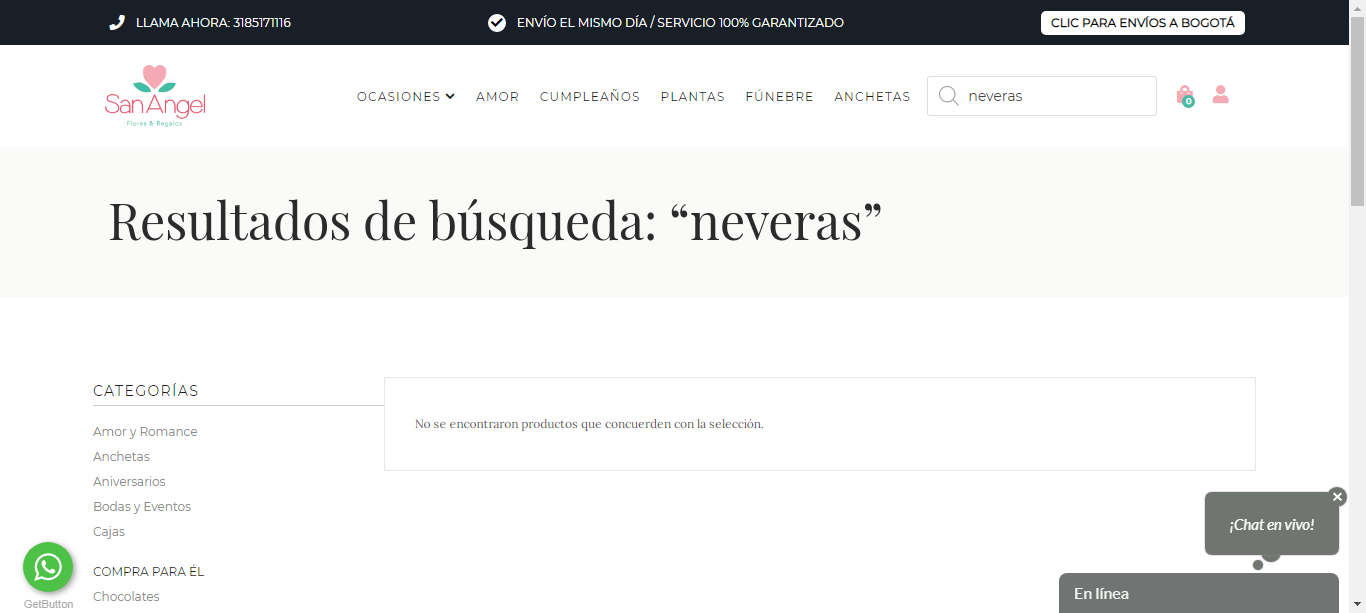 LLAMA AHORA: 3185171116
ENVÍO EL MISMO DÍA / SERVICIO 100% GARANTIZADO
CLIC PARA ENVÍOS A BOGOTÁ
SanAngel
Flores & Regalos
OCASIONES
AMOR
CUMPLEAÑOS
PLANTAS
FÚNEBRE
ANCHETAS
neveras
0
Resultados de búsqueda: “neveras”
CATEGORÍAS
Amor y Romance
Anchetas
Aniversarios
Bodas y Eventos
Cajas
COMPRA PARA ÉL
Chocolates
No se encontraron productos que concuerden con la selección.
GetButton
¡Chat en vivo!
En línea